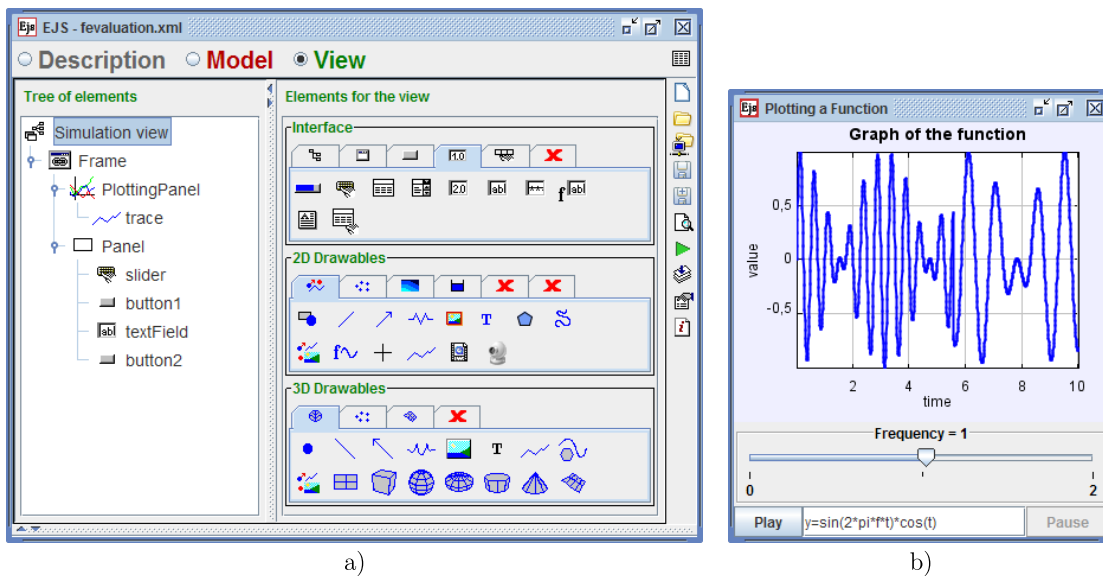 EJS - fevaluation.xml
Description Model View
Tree of elements
Simulation view
Frame
PlottingPanel
trace
Panel
slider
button1
textField
button2
Elements for the view
Interface
2D Drawables
3D Drawables
a)
Plotting a Function
Graph of the function
value
0,5
0
-0,5
2 4 6 8 10
time
Frequency = 1
0 2
Play y=sin(2*pi*f*t)*cos(t) Pause
b)